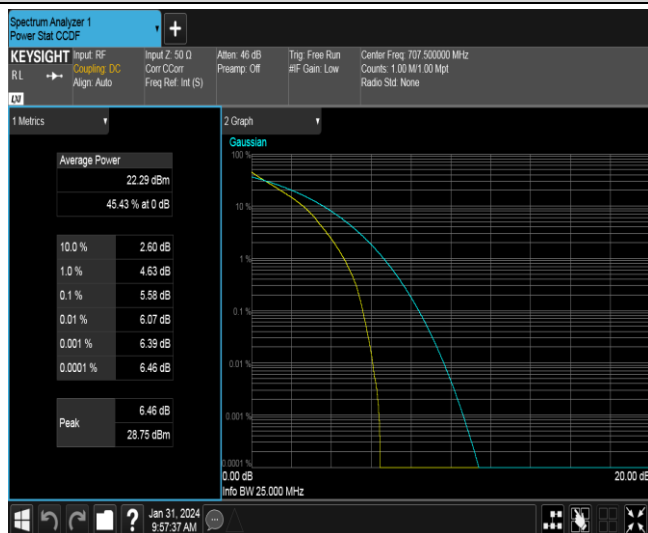 Spectrum Analyzer 1
Power Stat CCDF
+
KEYSIGHT
RL
LXI
Input: RF
Coupling: DC
Align: Auto
Input Z: 50 Ω
Corr CCorr
Freq Ref: Int (S)
Atten: 46 dB
Preamp: Off
Trig: Free Run
#IF Gain: Low
Center Freq: 707.500000 MHz
Counts: 1.00 M/1.00 Mpt
Radio Std: None
1 Metrics
Average Power
22.29 dBm
45.43 % at 0 dB
10.0 % 2.60 dB
1.0 % 4.63 dB
0.1 % 5.58 dB
0.01 % 6.07 dB
0.001 % 6.39 dB
0.0001 % 6.46 dB
Peak
6.46 dB
28.75 dBm
2 Graph
Gaussian
100 %
10 %
1 %
0.1 %
0.01 %
0.001 %
0.0001 %
0.00 dB 20.00 dB
Info BW 25.000 MHz
?
Jan 31, 2024
9:57:37 AM